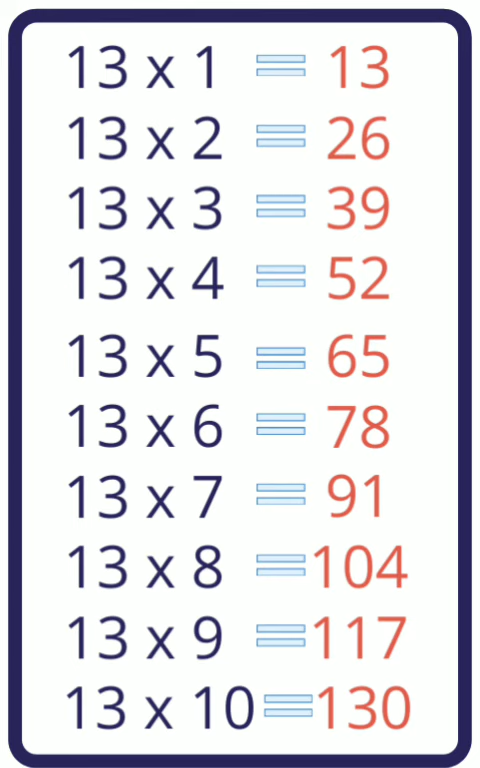 13 x 1 = 13
13 x 2 = 26
13 x 3 = 39
13 x 4 = 52
13 x 5 = 65
13 x 6 = 78
13 x 7 = 91
13 x 8 = 104
13 x 9 = 117
13 x 10 = 130